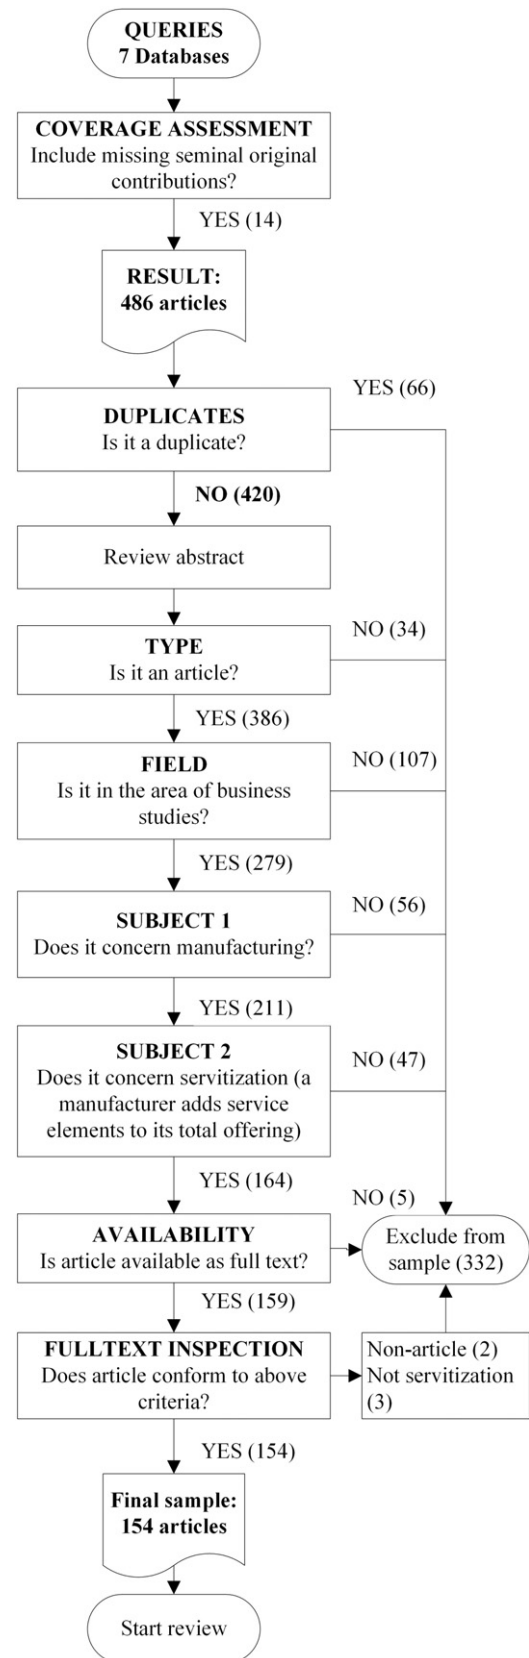 QUERIES
7 Databases
COVERAGE ASSESSMENT
Include missing seminal original
contributions?
YES (14)
RESULT:
486 articles
YES (66)
DUPLICATES
Is it a duplicate?
NO (420)
Review abstract
NO (34)
TYPE
Is it an article?
YES (386)
NO (107)
FIELD
Is it in the area of business
studies?
YES (279)
NO (56)
SUBJECT 1
Does it concern manufacturing?
YES (211)
SUBJECT 2
NO (47)
Does it concern servitization (a
manufacturer adds service
elements to its total offering)
YES (164)
NO (5)
AVAILABILITY
Is article available as full text?
Exclude from
sample (332)
YES (159)
FULLTEXT INSPECTION
Does article conform to above
criteria?
Non-article (2)
Not servitization
(3)
YES (154)
Final sample:
154 articles
Start review